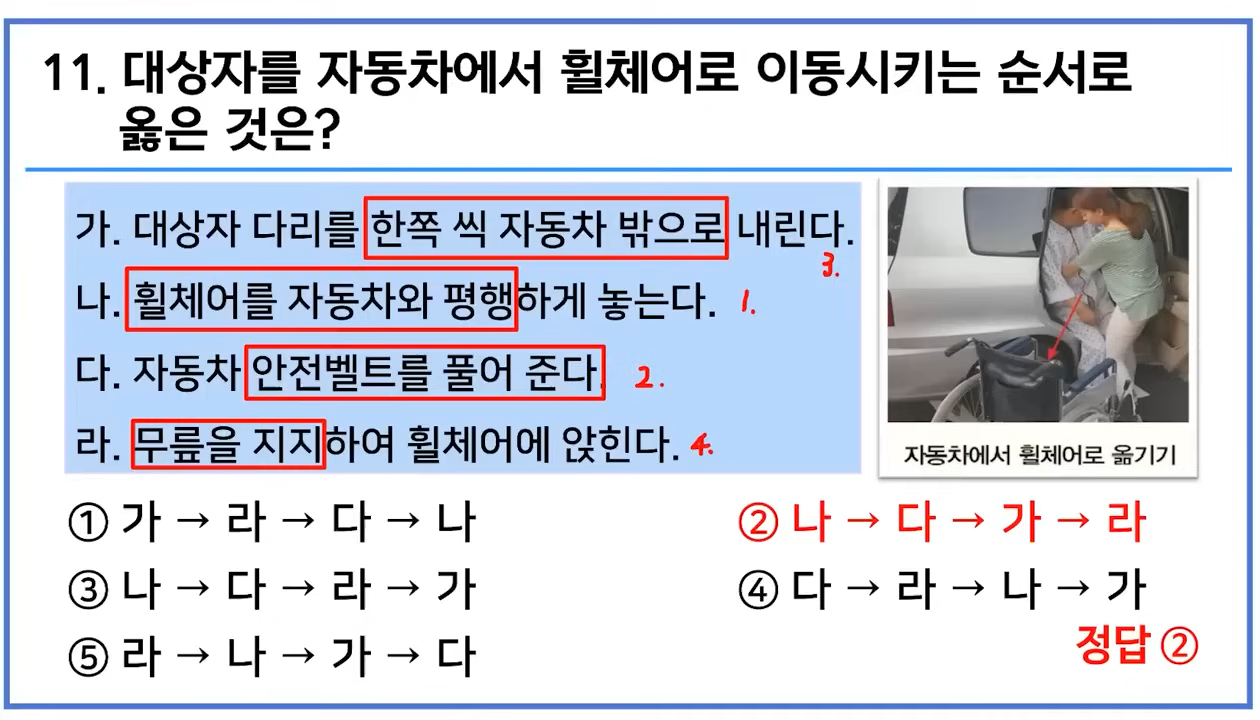 11. 대상자를 자동차에서 휠체어로 이동시키는 순서로
옳은 것은?
가. 대상자 다리를 한쪽 씩 자동차 밖으로 내린다.
3.
나. 휠체어를 자동차와 평행하게 놓는다. 1.
다. 자동차 안전벨트를 풀어 준다. 2.
라. 무릎을 지지하여 휠체어에 앉힌다. 4.
자동차에서 휠체어로 옮기기
① 가 → 라 → 다 → 나
② 나 → 다 → 가 → 라
③ 나 → 다 → 라 → 가
④ 다 → 라 → 나 → 가
⑤ 라 → 나 → 가 → 다
정답 ②